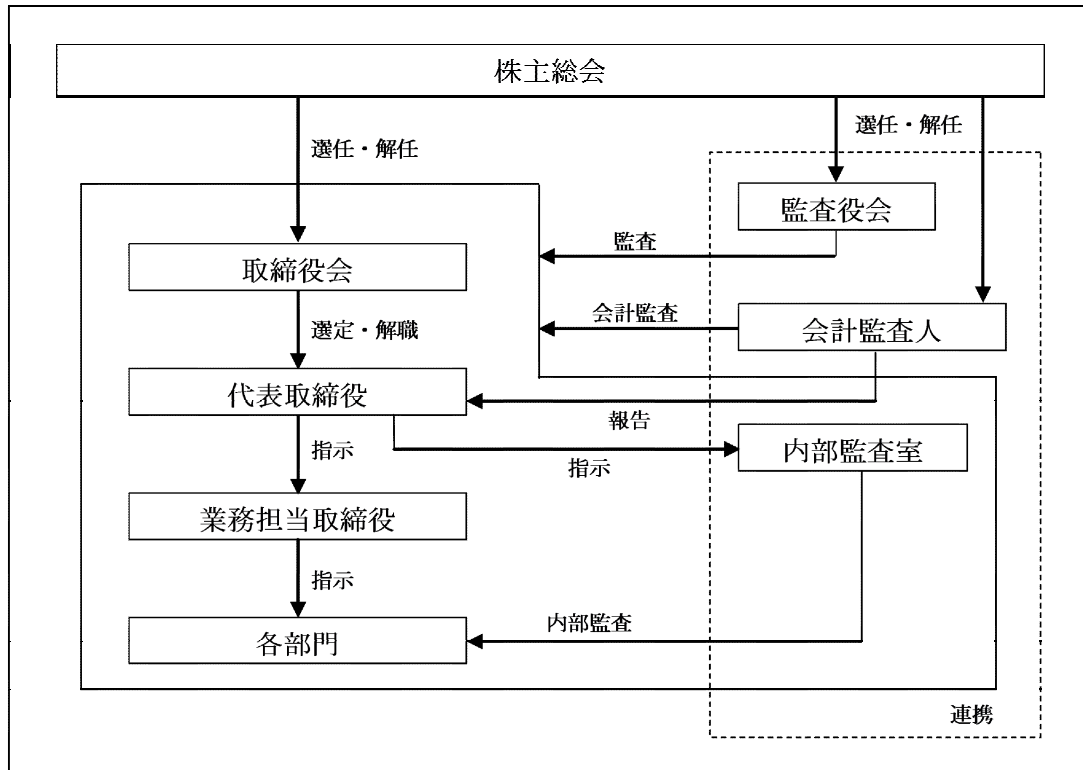 株主総会
選任・解任
選任・解任
監査役会
監査
取締役会
会計監査
会計監査人
選定・解職
代表取締役
報告
指示
指示
内部監査室
業務担当取締役
指示
内部監査
各部門
連携